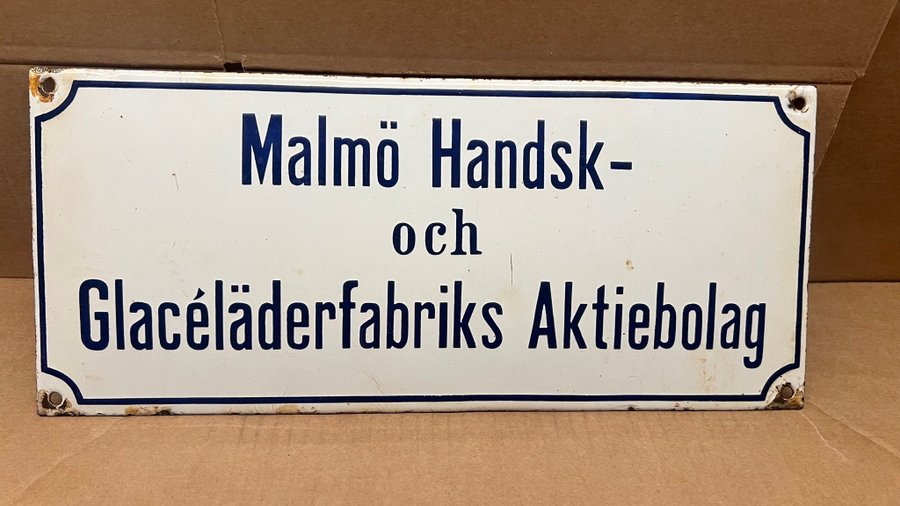 Malmö Handsk-
och
Glacéläderfabriks Aktiebolag